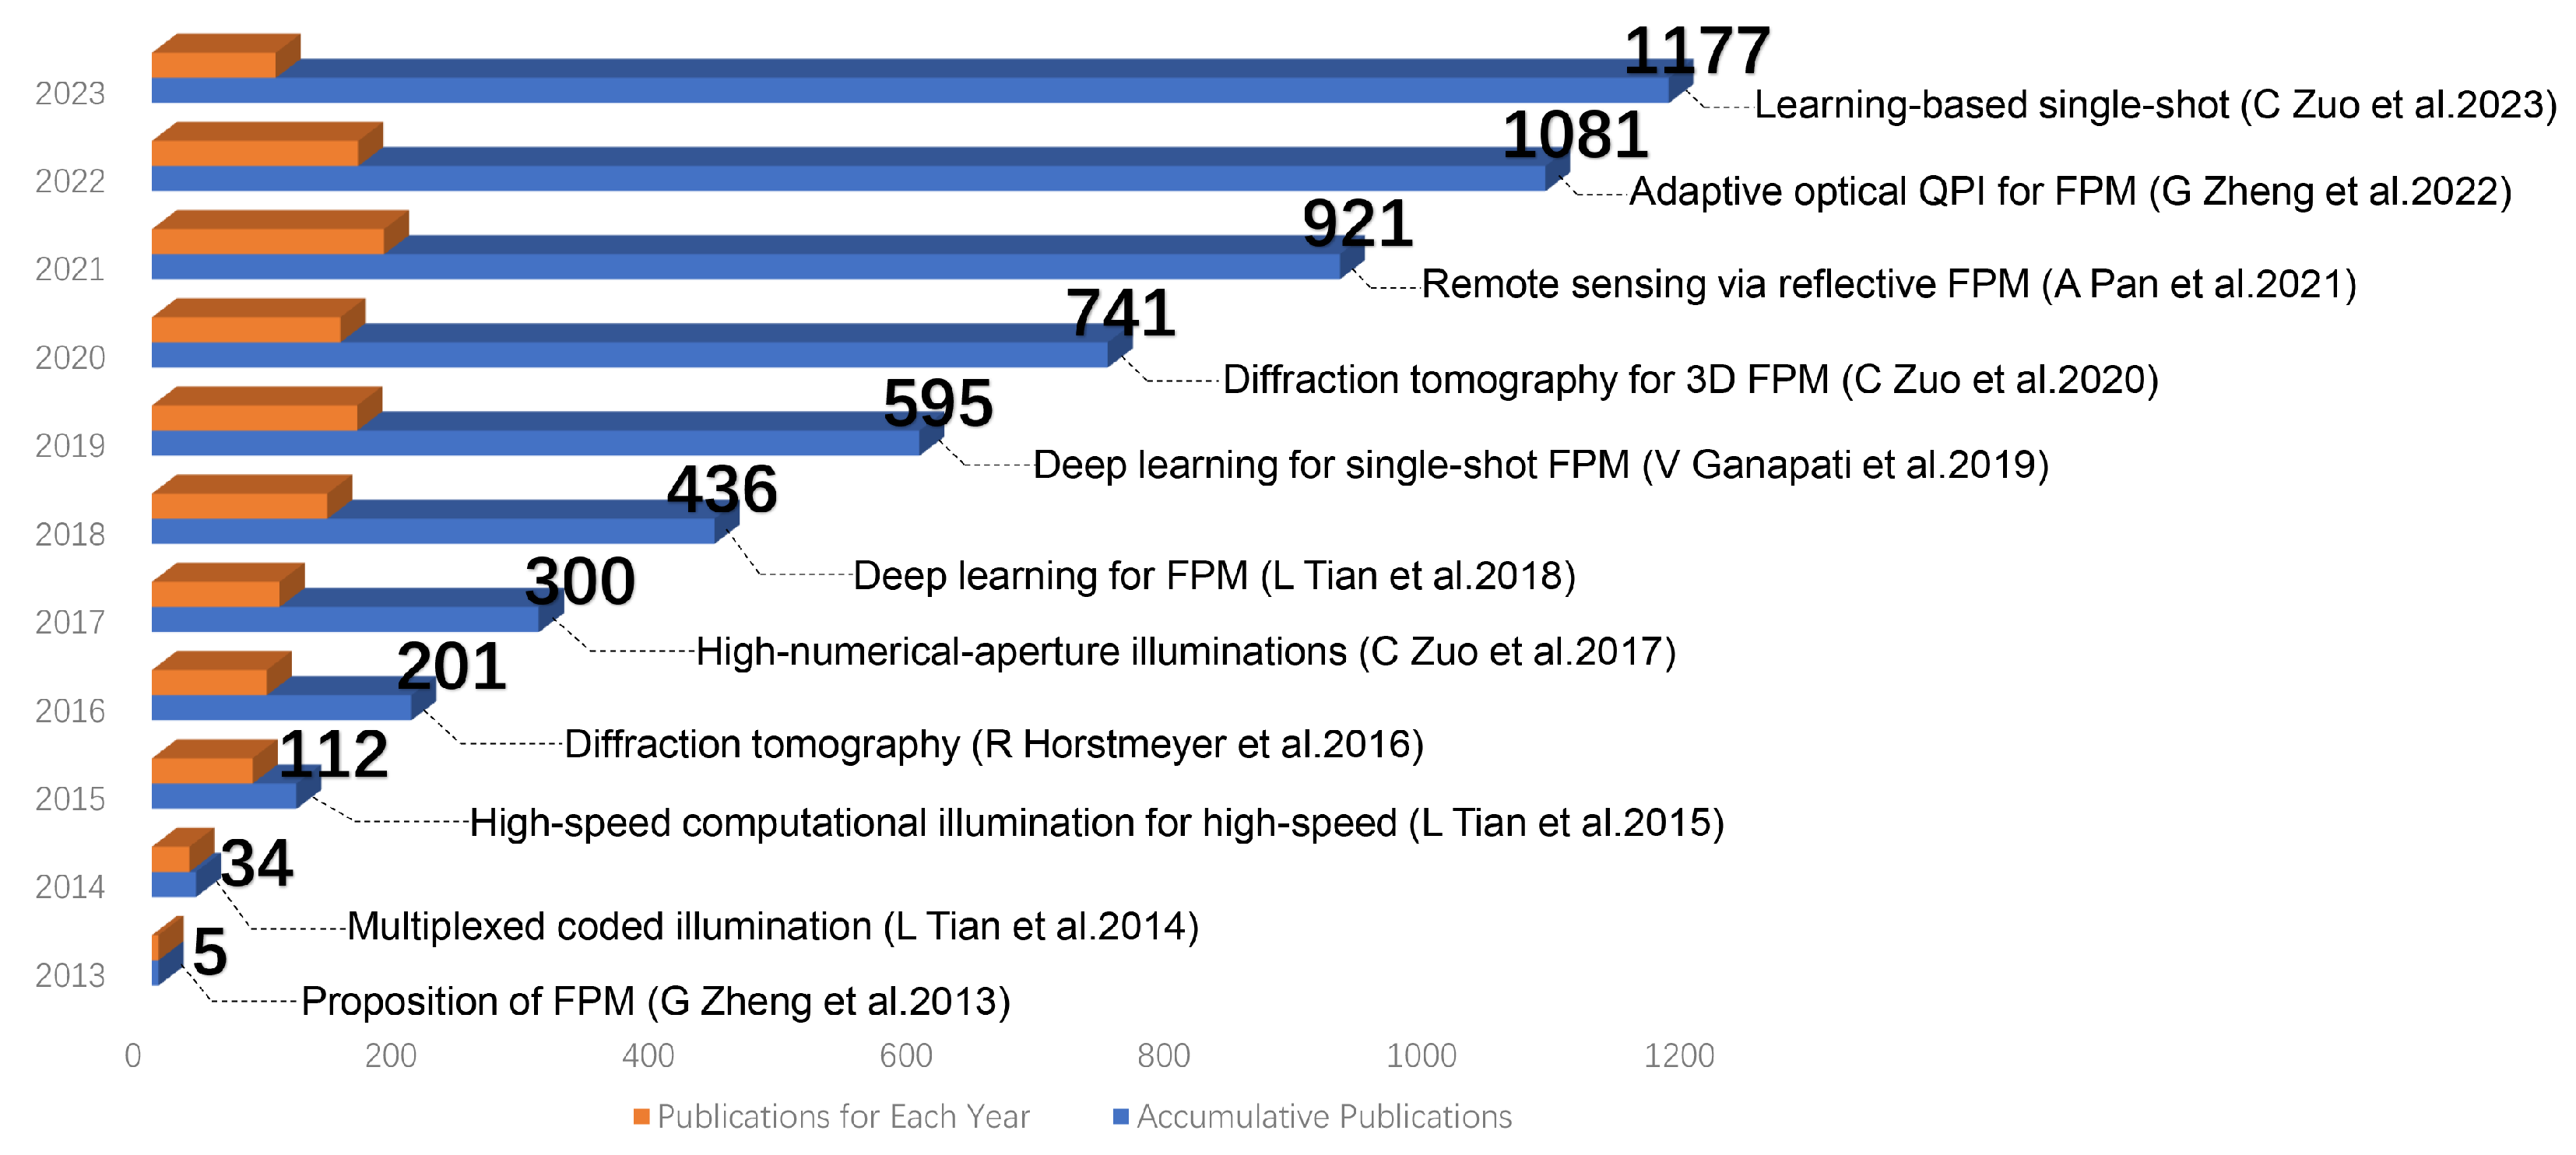 1177
2023
Learning-based single-shot (C Zuo et al.2023)
1081
2022
Adaptive optical QPI for FPM (G Zheng et al.2022)
921
2021
Remote sensing via reflective FPM (A Pan et al.2021)
741
2020
Diffraction tomography for 3D FPM (C Zuo et al.2020)
595
2019
Deep learning for single-shot FPM (V Ganapati et al.2019)
436
2018
Deep learning for FPM (L Tian et al.2018)
300
2017
High-numerical-aperture illuminations (C Zuo et al.2017)
201
2016
Diffraction tomography (R Horstmeyer et al.2016)
112
2015
High-speed computational illumination for high-speed (L Tian et al.2015)
34
2014
Multiplexed coded illumination (L Tian et al.2014)
5
2013
Proposition of FPM (G Zheng et al.2013)
0 200 400 600 800 1000 1200
Publications for Each Year Accumulative Publications